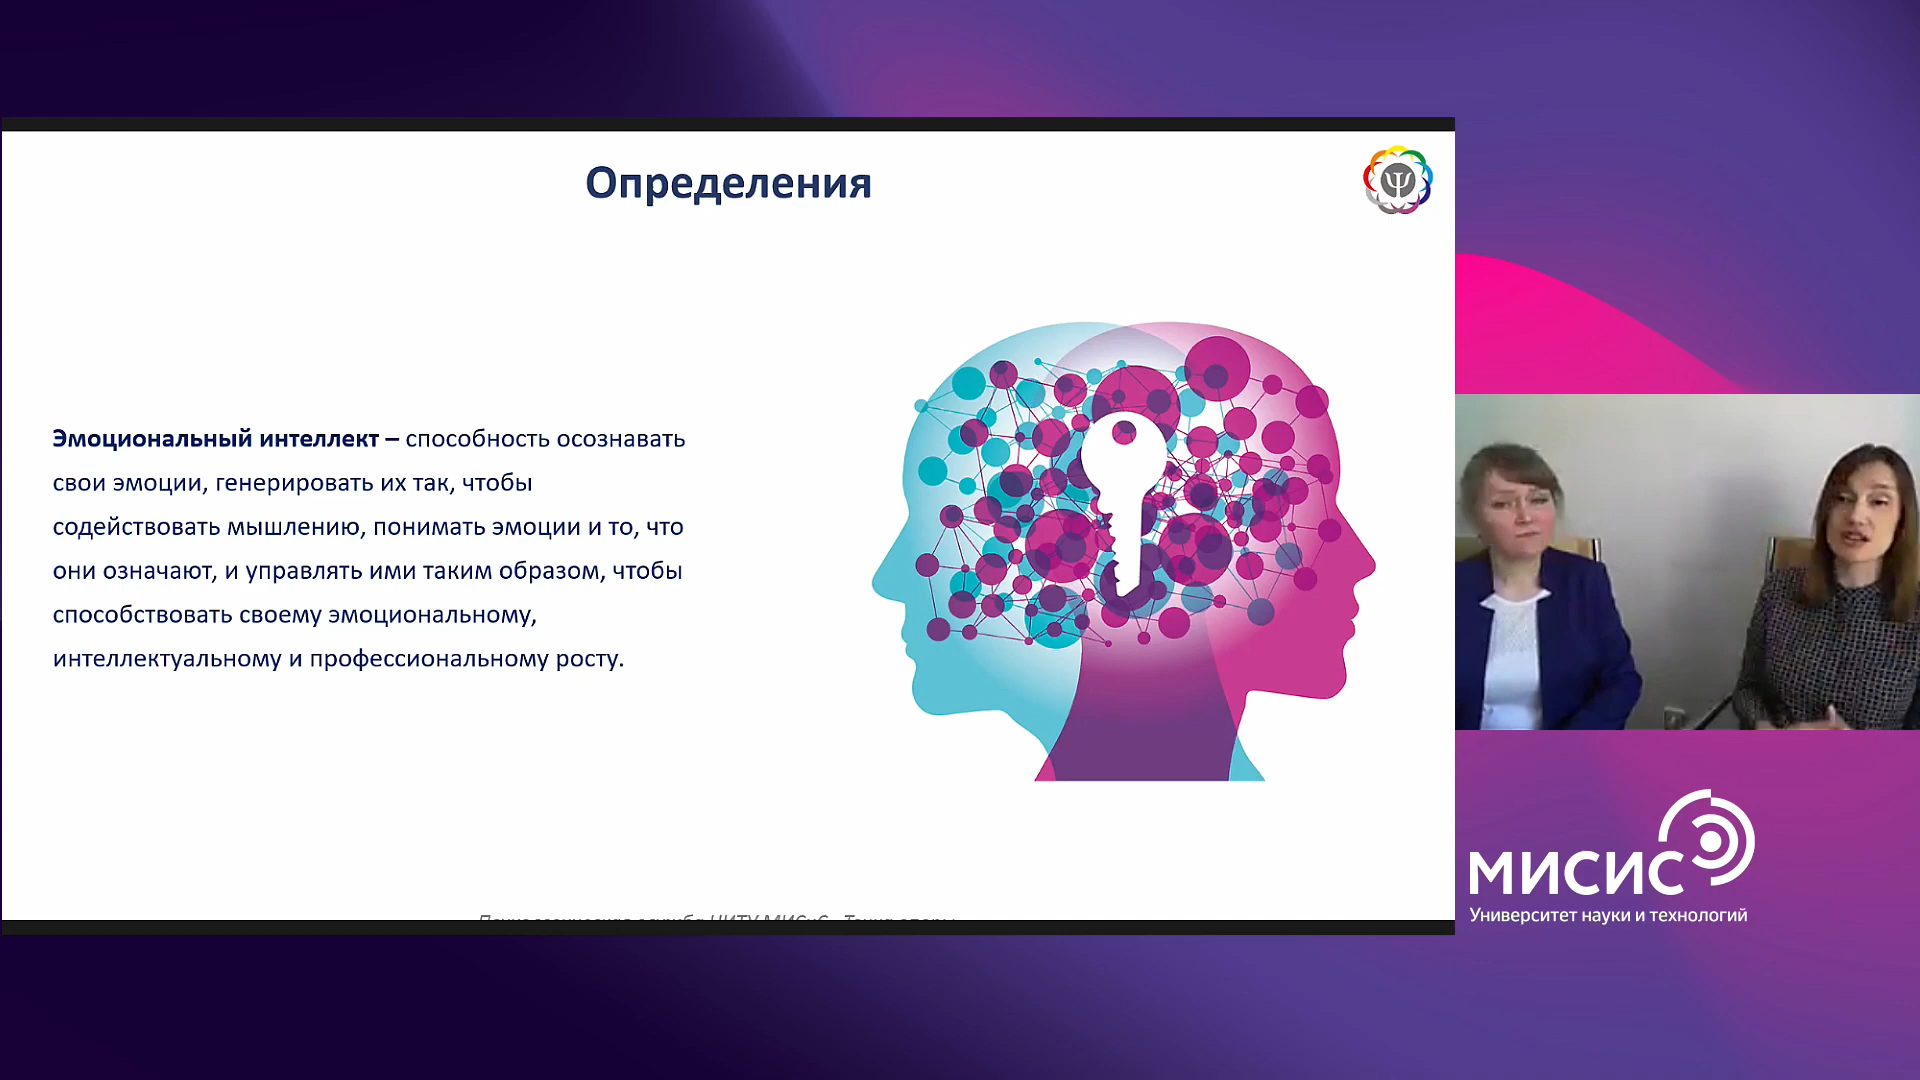 Определения
Эмоциональный интеллект – способность осознавать
свои эмоции, генерировать их так, чтобы
содействовать мышлению, понимать эмоции и то, что
они означают, и управлять ими таким образом, чтобы
способствовать своему эмоциональному,
интеллектуальному и профессиональному росту.
МИСИС
Университет науки и технологий